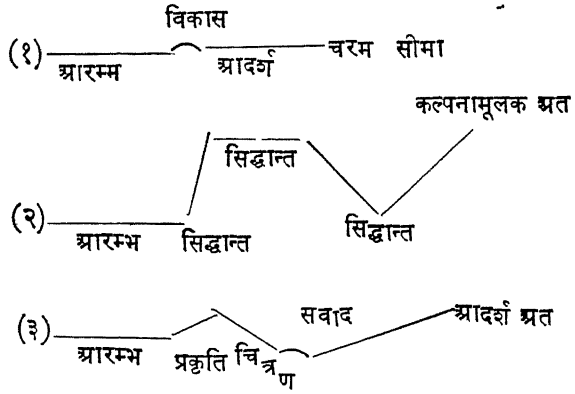 विकास
(१) आरम्म आदर्श चरम सीमा
कल्पनामूलक अत
सिद्धान्त
(२) आरम्भ सिद्धान्त सिद्धान्त
सवाद आदर्श अत
(३) आरम्भ प्रकृति चित्रण